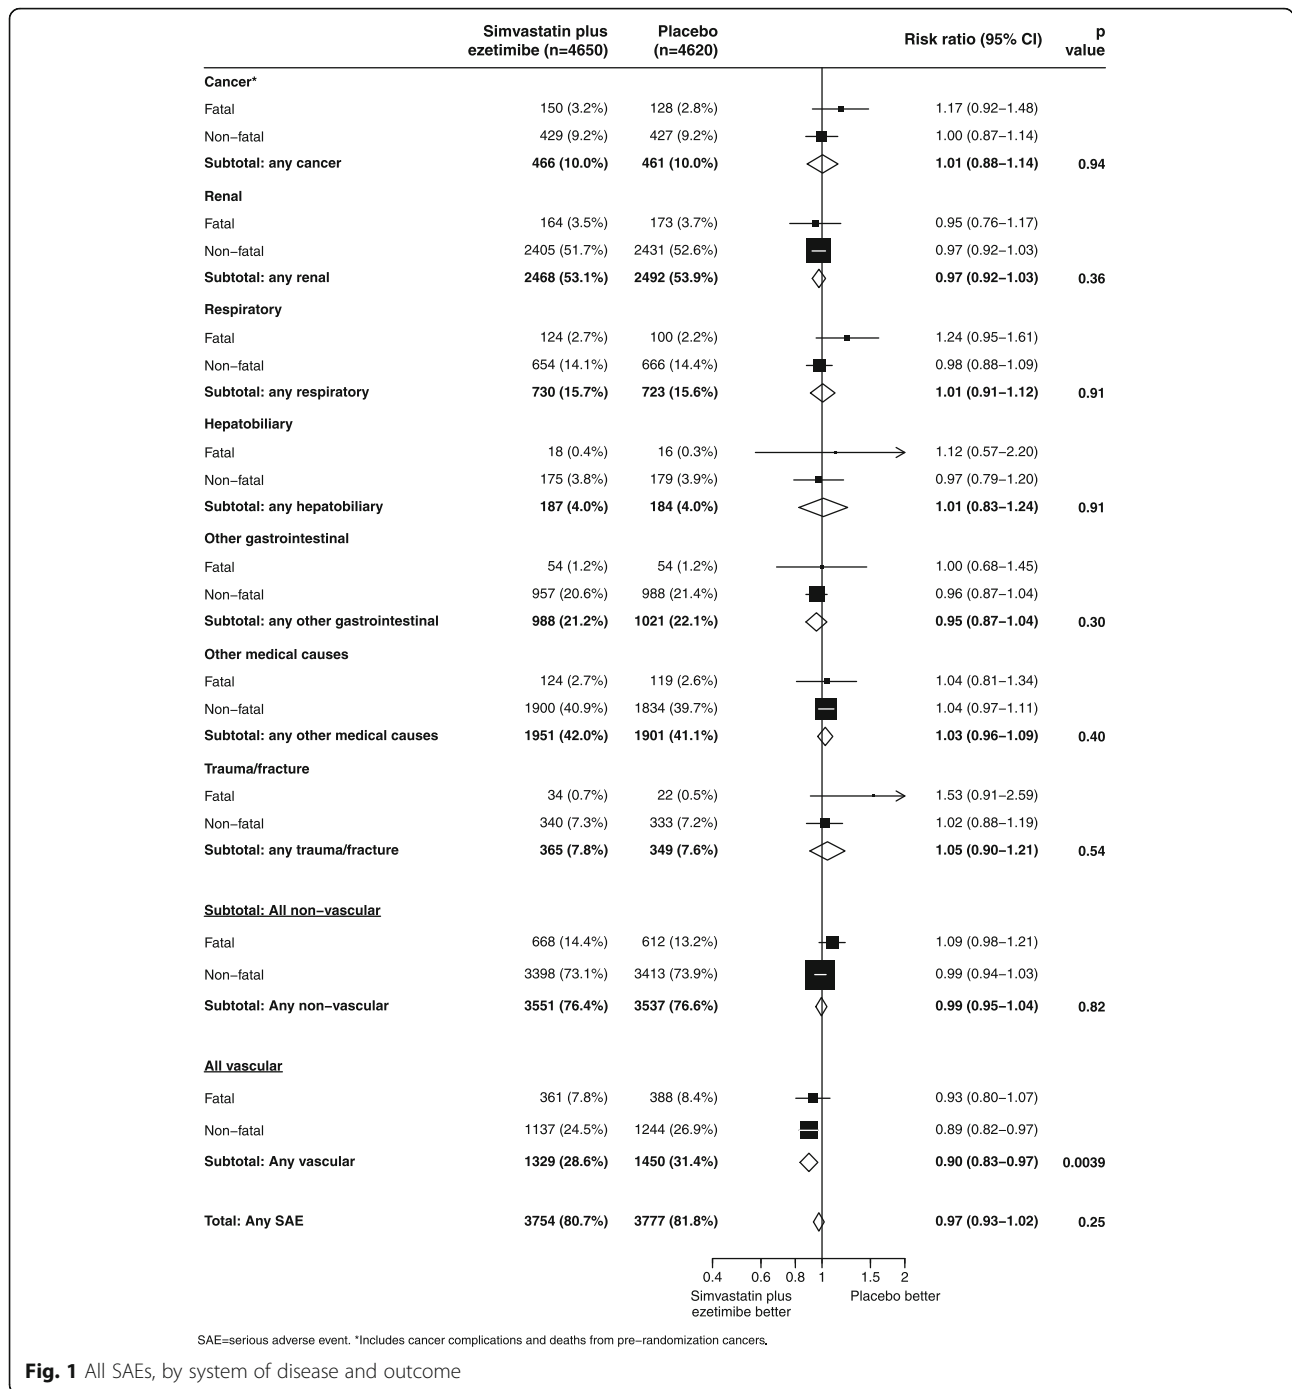 Simvastatin plus Placebo Risk ratio (95% CI) p
ezetimibe (n=4650) (n=4620) value
Cancer*
Fatal 150 (3.2%) 128 (2.8%) 1.17 (0.92−1.48)
Non−fatal 429 (9.2%) 427 (9.2%) 1.00 (0.87−1.14)
Subtotal: any cancer 466 (10.0%) 461 (10.0%) 1.01 (0.88−1.14) 0.94
Renal
Fatal 164 (3.5%) 173 (3.7%) 0.95 (0.76−1.17)
Non−fatal 2405 (51.7%) 2431 (52.6%) 0.97 (0.92−1.03)
Subtotal: any renal 2468 (53.1%) 2492 (53.9%) 0.97 (0.92−1.03) 0.36
Respiratory
Fatal 124 (2.7%) 100 (2.2%) 1.24 (0.95−1.61)
Non−fatal 654 (14.1%) 666 (14.4%) 0.98 (0.88−1.09)
Subtotal: any respiratory 730 (15.7%) 723 (15.6%) 1.01 (0.91−1.12) 0.91
Hepatobiliary
Fatal 18 (0.4%) 16 (0.3%) 1.12 (0.57−2.20)
Non−fatal 175 (3.8%) 179 (3.9%) 0.97 (0.79−1.20)
Subtotal: any hepatobiliary 187 (4.0%) 184 (4.0%) 1.01 (0.83−1.24) 0.91
Other gastrointestinal
Fatal 54 (1.2%) 54 (1.2%) 1.00 (0.68−1.45)
Non−fatal 957 (20.6%) 988 (21.4%) 0.96 (0.87−1.04)
Subtotal: any other gastrointestinal 988 (21.2%) 1021 (22.1%) 0.95 (0.87−1.04) 0.30
Other medical causes
Fatal 124 (2.7%) 119 (2.6%) 1.04 (0.81−1.34)
Non−fatal 1900 (40.9%) 1834 (39.7%) 1.04 (0.97−1.11)
Subtotal: any other medical causes 1951 (42.0%) 1901 (41.1%) 1.03 (0.96−1.09) 0.40
Trauma/fracture
Fatal 34 (0.7%) 22 (0.5%) 1.53 (0.91−2.59)
Non−fatal 340 (7.3%) 333 (7.2%) 1.02 (0.88−1.19)
Subtotal: any trauma/fracture 365 (7.8%) 349 (7.6%) 1.05 (0.90−1.21) 0.54
Subtotal: All non−vascular
Fatal 668 (14.4%) 612 (13.2%) 1.09 (0.98−1.21)
Non−fatal 3398 (73.1%) 3413 (73.9%) 0.99 (0.94−1.03)
Subtotal: Any non−vascular 3551 (76.4%) 3537 (76.6%) 0.99 (0.95−1.04) 0.82
All vascular
Fatal 361 (7.8%) 388 (8.4%) 0.93 (0.80−1.07)
Non−fatal 1137 (24.5%) 1244 (26.9%) 0.89 (0.82−0.97)
Subtotal: Any vascular 1329 (28.6%) 1450 (31.4%) 0.90 (0.83−0.97) 0.0039
Total: Any SAE 3754 (80.7%) 3777 (81.8%) 0.97 (0.93−1.02) 0.25
0.4 0.6 0.8 1 1.5 2
Simvastatin plus Placebo better
ezetimibe better
SAE=serious adverse event. *Includes cancer complications and deaths from pre−randomization cancers.
Fig. 1 All SAEs, by system of disease and outcome